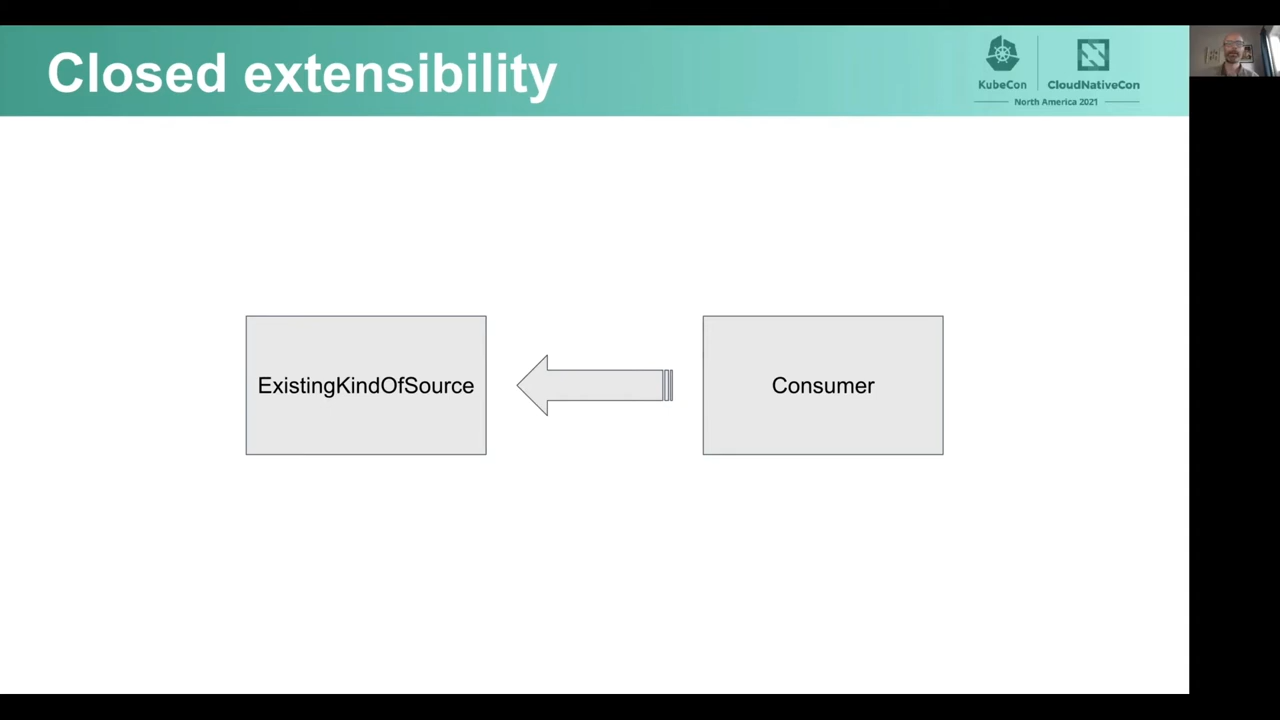 Closed extensibility
KubeCon
CloudNativeCon
North America 2021
ExistingKindOfSource
Consumer